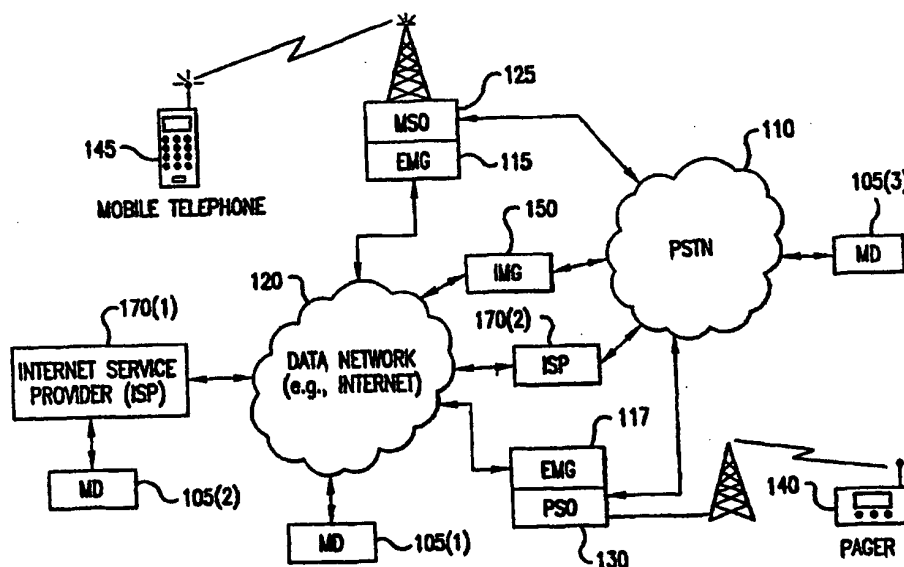 125
MSO
EMG
115
145
MOBILE TELEPHONE
110
PSTN
105(3)
MD
150
IMG
120
170(1)
INTERNET SERVICE
PROVIDER (ISP)
DATA NETWORK
(e.g., INTERNET)
170(2)
ISP
MD
105(2)
MD
105(1)
117
EMG
PSO
130
140
PAGER